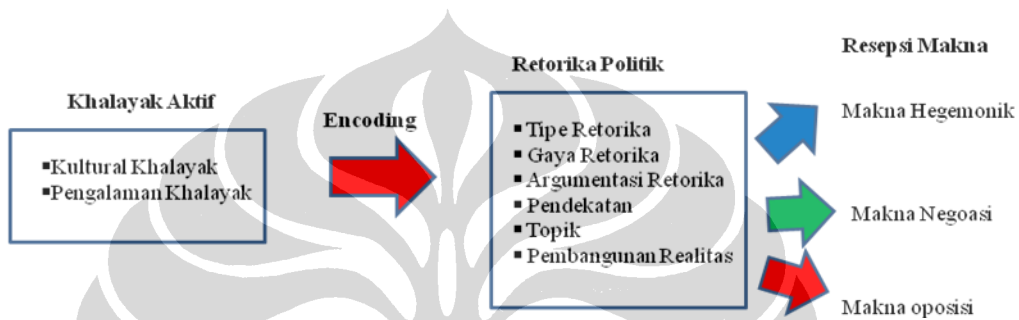 Khalayak Aktif
▪Kultural Khalayak
▪Pengalaman Khalayak
Encoding
Retorika Politik
▪ Tipe Retorika
▪ Gaya Retorika
▪ Argumentasi Retorika
▪ Pendekatan
▪ Topik
▪ Pembangunan Realitas
Resepsi Makna
Makna Hegemonik
Makna Negoasi
Makna oposisi